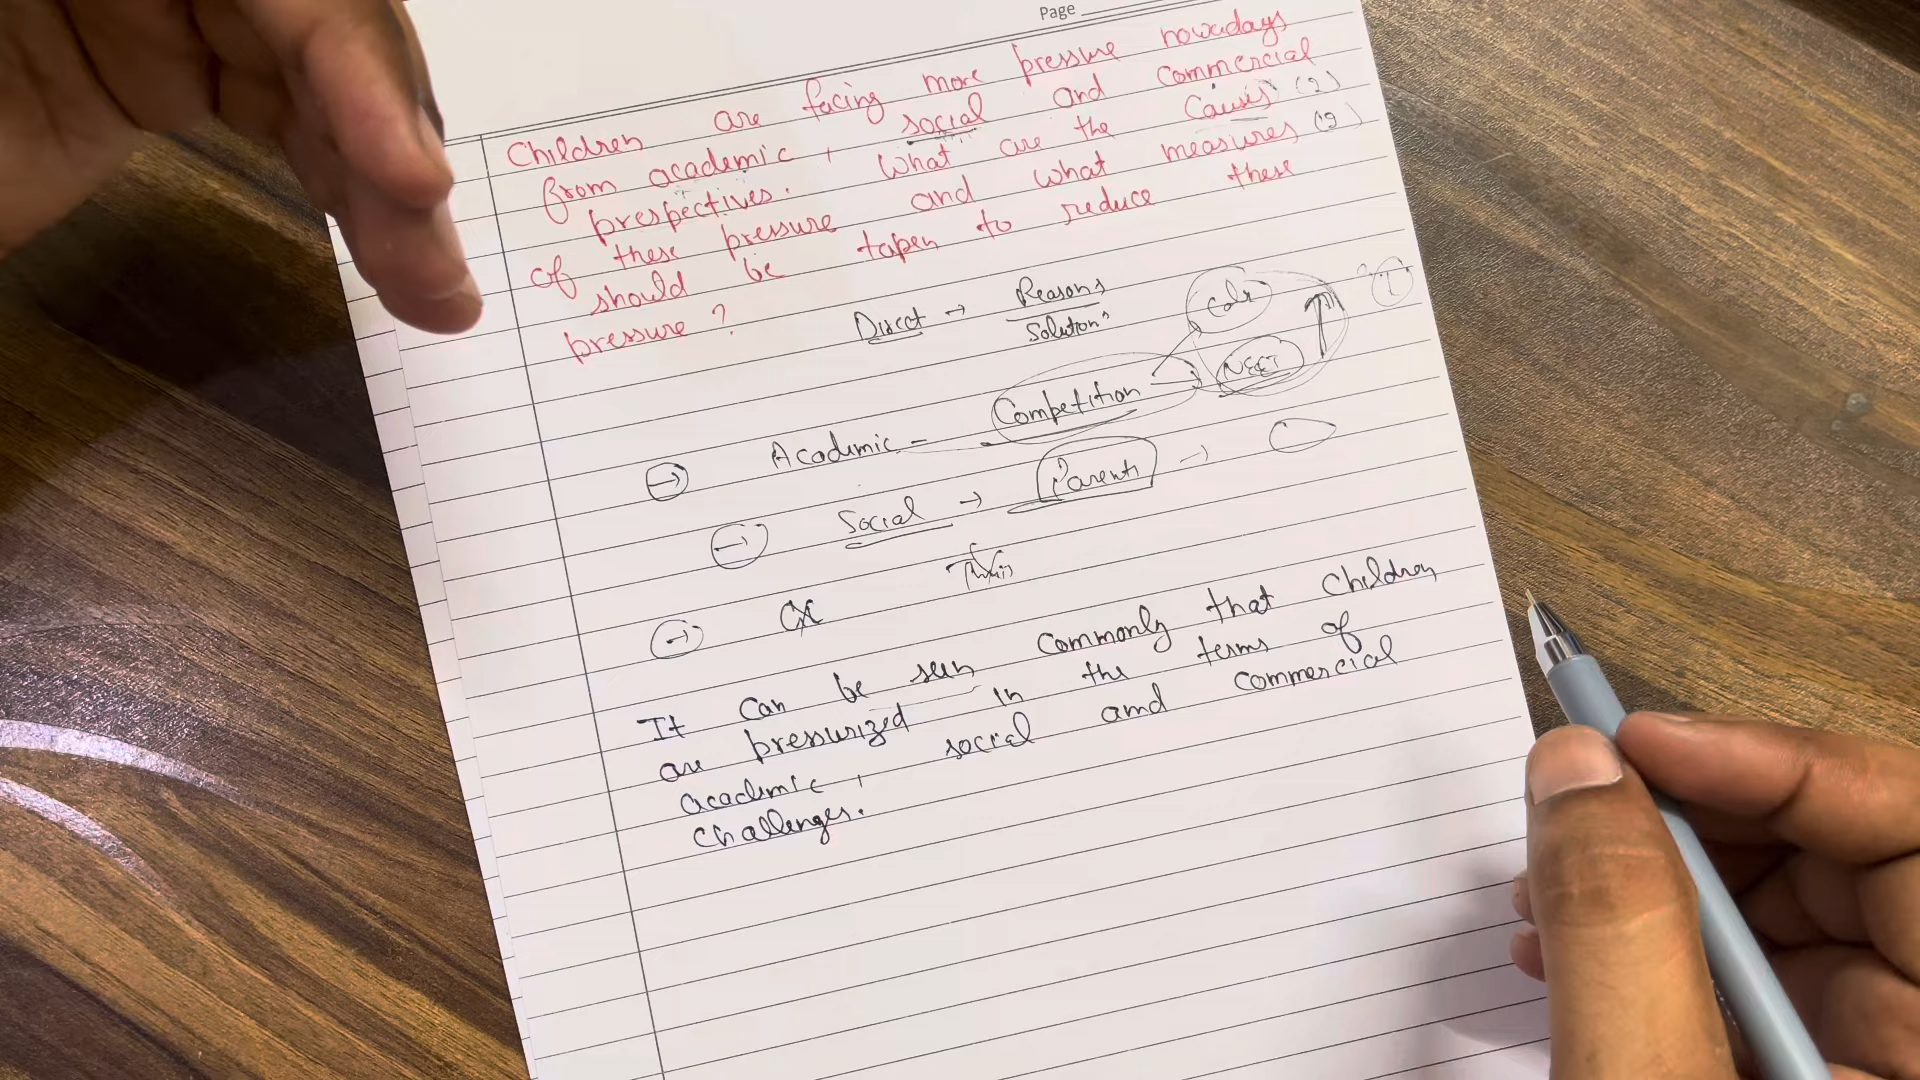 Page
Children are facing more pressure nowadays
from academic, social and commercial
prespectives. What are the causes (2)
of these pressure and what measures (2)
should be tapen to reduce these
pressure ?
Direct → Reasons
Solutions
Academic - Competition → NEET
Social → Parents →
It can be seen commonly that children
are pressurized in the terms of
academic, social and commercial
challenges.